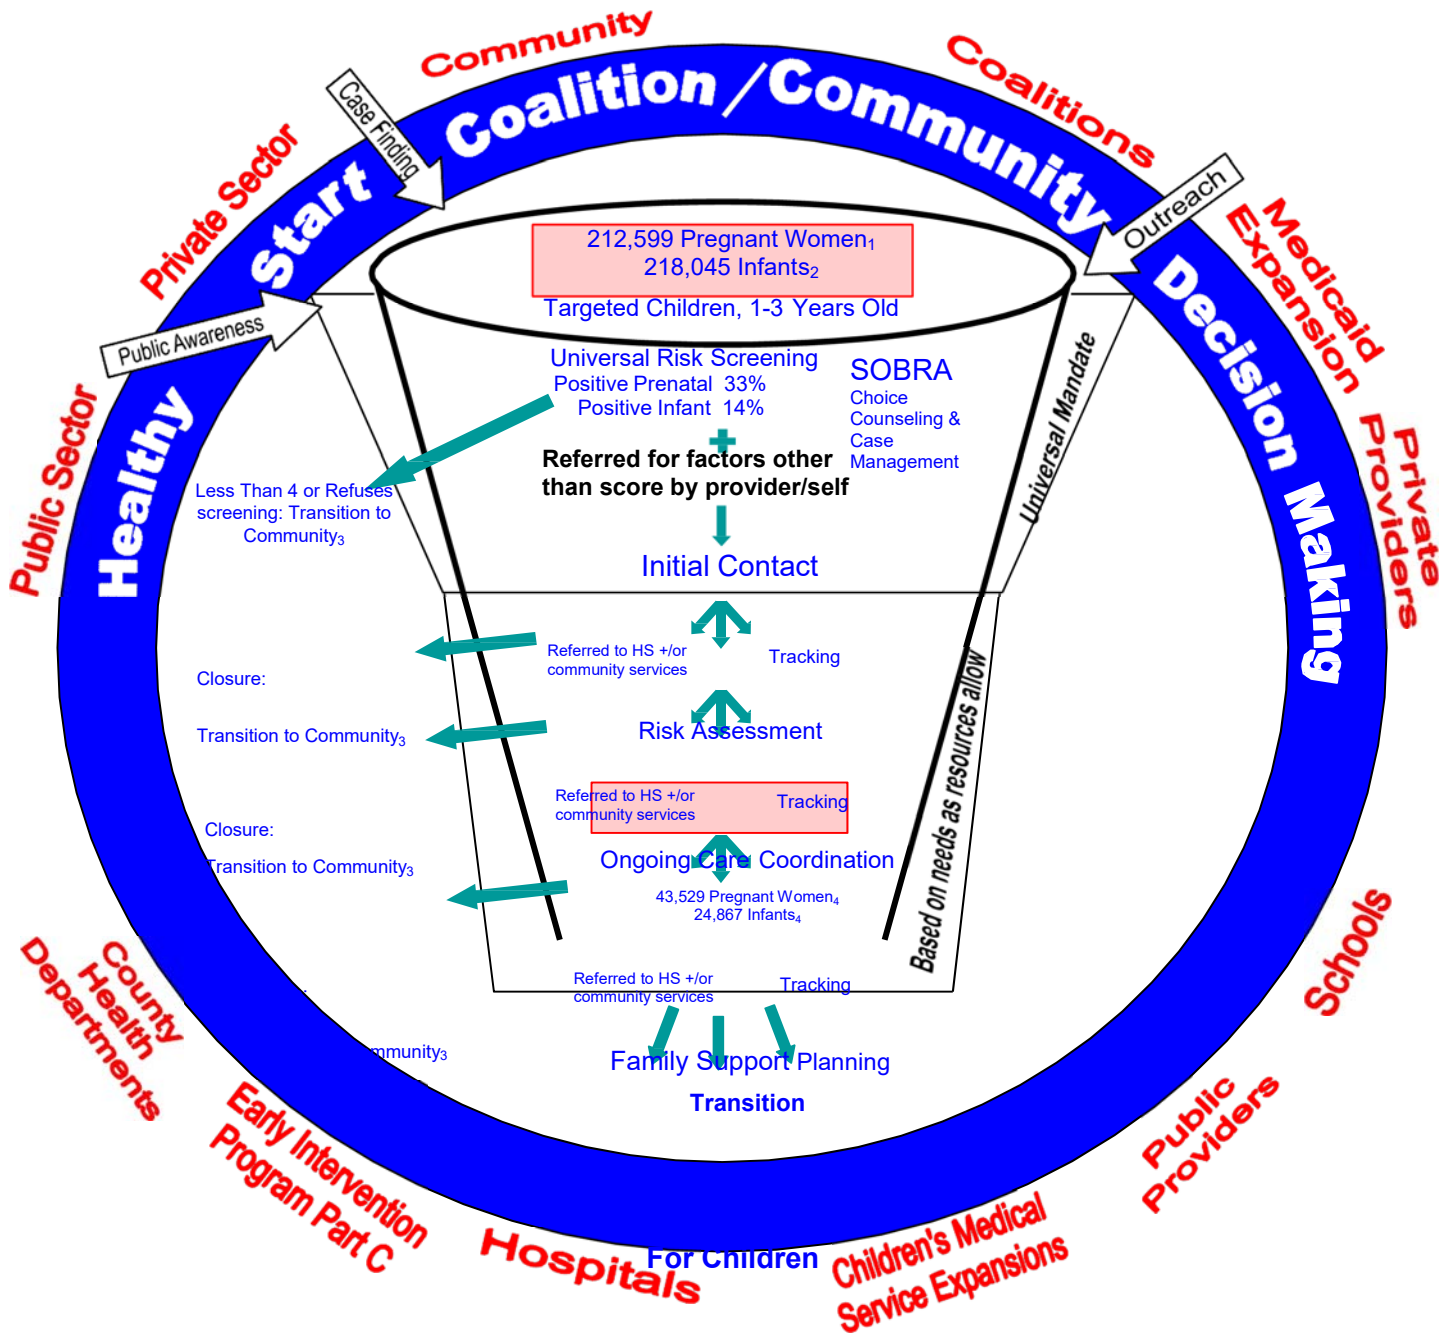 Community
Coalitions
Case Finding
Private Sector
Healthy Start Coalition/Community Decision Making
Outreach
Medicaid
Expansion
Public Awareness
Public Sector
Private
Providers
212,599 Pregnant Women1
218,045 Infants2
Targeted Children, 1-3 Years Old
Universal Risk Screening
Positive Prenatal 33%
Positive Infant 14%
SOBRA
Choice
Counseling &
Case
Management
Universal Mandate
Referred for factors other
than score by provider/self
Less Than 4 or Refuses
screening: Transition to
Community3
Initial Contact
Referred to HS +/or
community services
Tracking
Closure:
Transition to Community3
Risk Assessment
Based on needs as resources allow
Referred to HS +/or
community services
Tracking
Closure:
Transition to Community3
Ongoing Care Coordination
43,529 Pregnant Women4
24,867 Infants4
Referred to HS +/or
community services
Tracking
mmunity3
Family Support Planning
Transition
Schools
County
Health
Departments
Public
Providers
Early Intervention
Program Part C
Hospitals
For Children
Children's Medical
Service Expansions